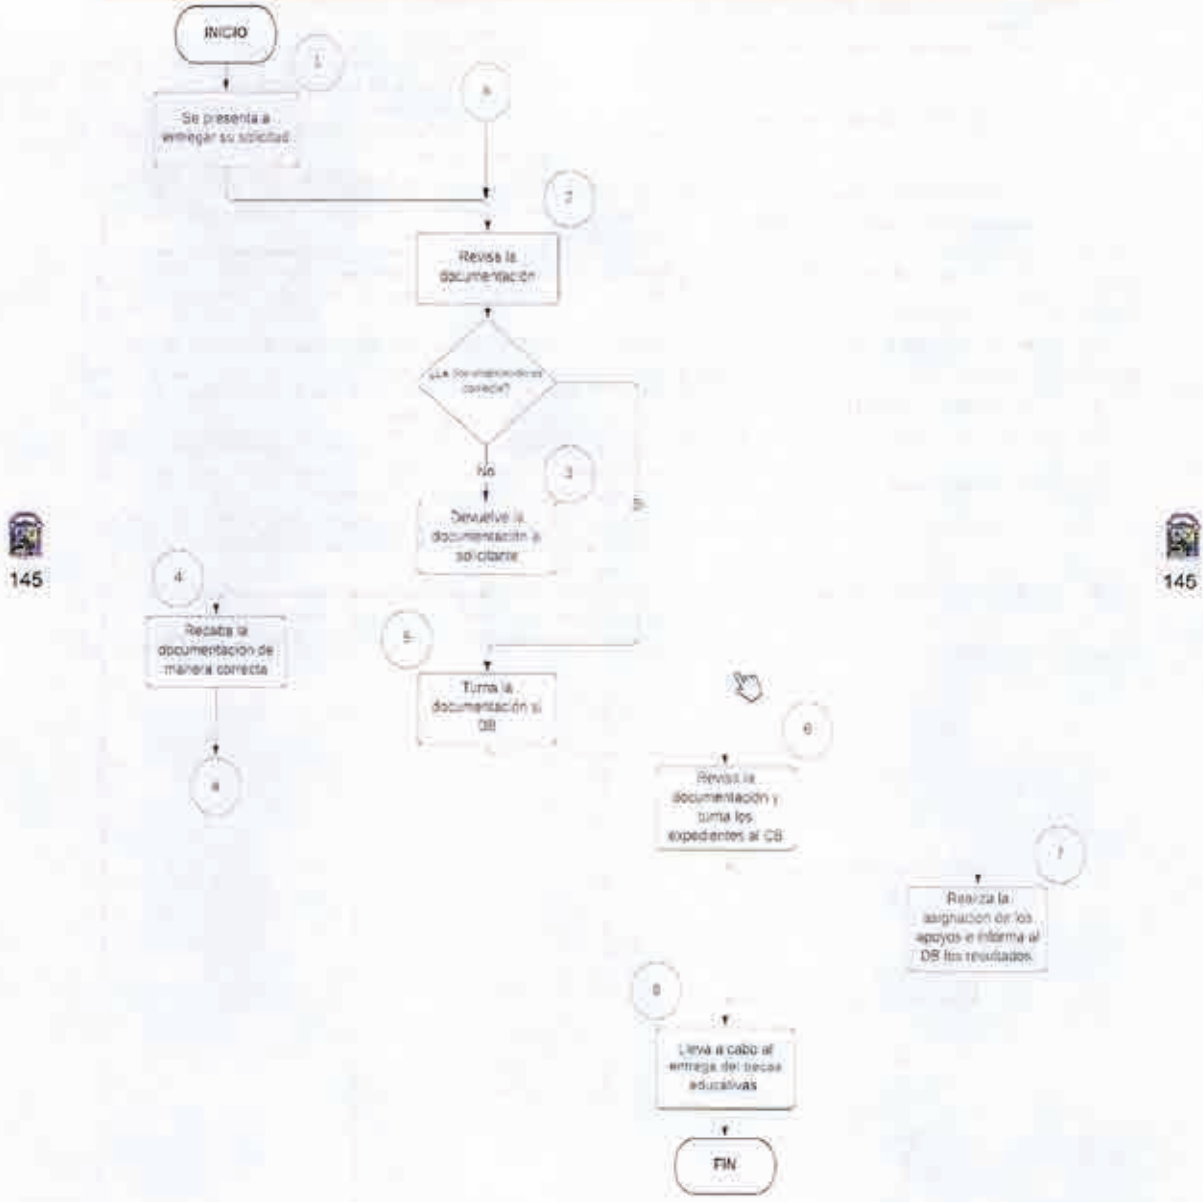 INICIO
1
Se presenta a
entregar su solicitud
a
2
Revisa la
documentación
¿La documentación es
correcta?
No
3
Si
Devuelve la
documentación a
solicitante
145
145
4
Recaba la
documentación de
manera correcta
5
Turna la
documentación al
DB
a
6
Revisa la
documentación y
turna los
expedientes al CB
7
Realiza la
asignación de los
apoyos e informa al
DB los resultados.
8
Lleva a cabo al
entrega del becas
educativas
FIN